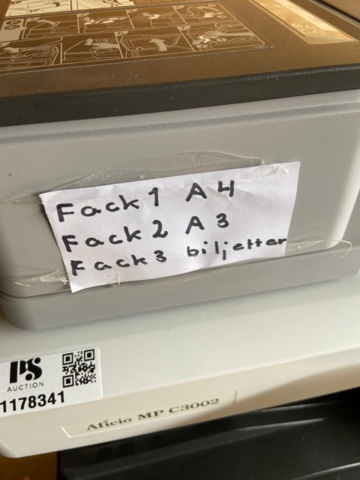 Fack 1 A4
Fack 2 A3
Fack 3 biljetter
PS
AUCTION
1178341
Aficio MP C3002